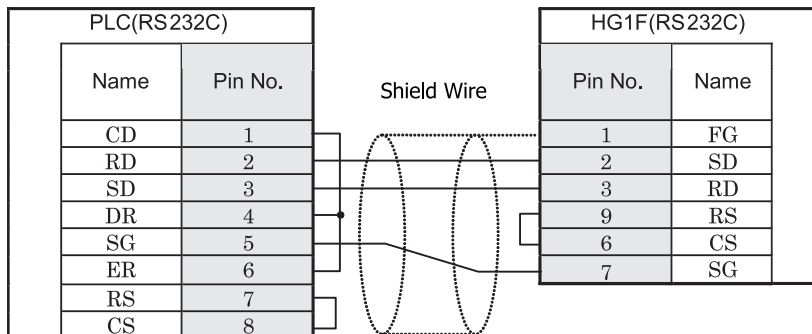 PLC(RS232C)
Name Pin No.
CD 1
RD 2
SD 3
DR 4
SG 5
ER 6
RS 7
CS 8
Shield Wire
HG1F(RS232C)
Pin No. Name
1 FG
2 SD
3 RD
9 RS
6 CS
7 SG